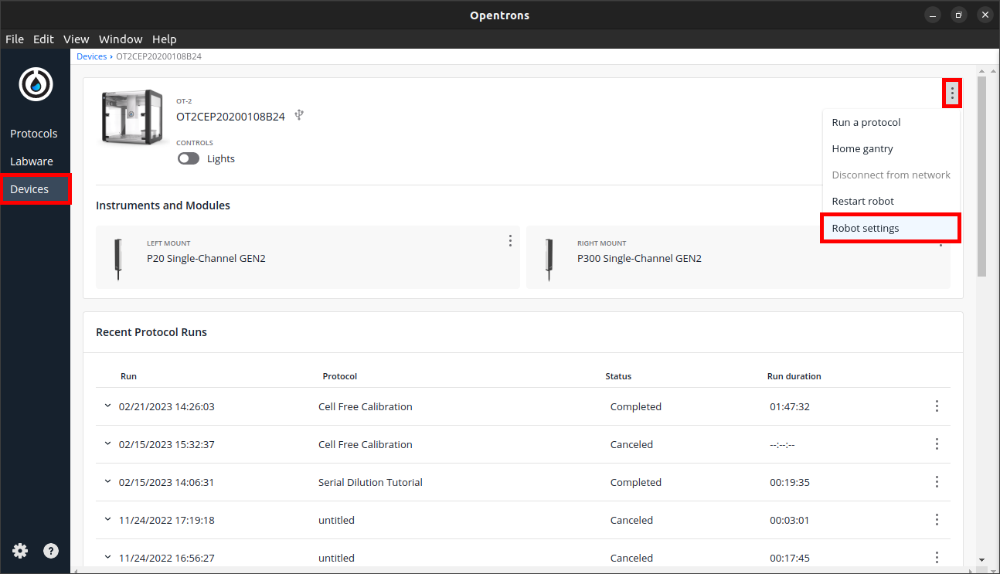 Opentrons
File Edit View Window Help
Devices › OT2CEP20200108B24
OT-2
OT2CEP20200108B24
CONTROLS
Lights
Protocols
Labware
Devices
Run a protocol
Home gantry
Disconnect from network
Restart robot
Robot settings
Instruments and Modules
LEFT MOUNT
P20 Single-Channel GEN2
RIGHT MOUNT
P300 Single-Channel GEN2
Recent Protocol Runs
Run Protocol Status Run duration
02/21/2023 14:26:03 Cell Free Calibration Completed 01:47:32
02/15/2023 15:32:37 Cell Free Calibration Canceled --:--:--
02/15/2023 14:06:31 Serial Dilution Tutorial Completed 00:19:35
11/24/2022 17:19:18 untitled Canceled 00:03:01
11/24/2022 16:56:27 untitled Canceled 00:17:45
?